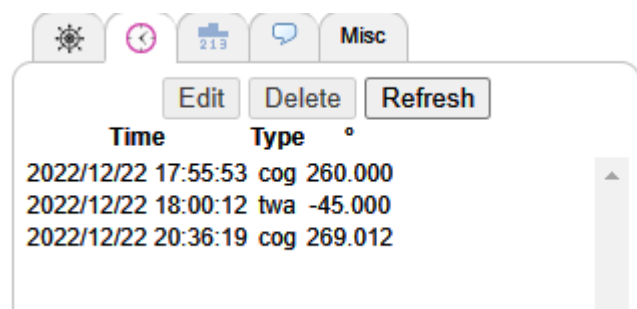 213 Misc
Edit Delete Refresh
Time Type °
2022/12/22 17:55:53 cog 260.000
2022/12/22 18:00:12 twa -45.000
2022/12/22 20:36:19 cog 269.012